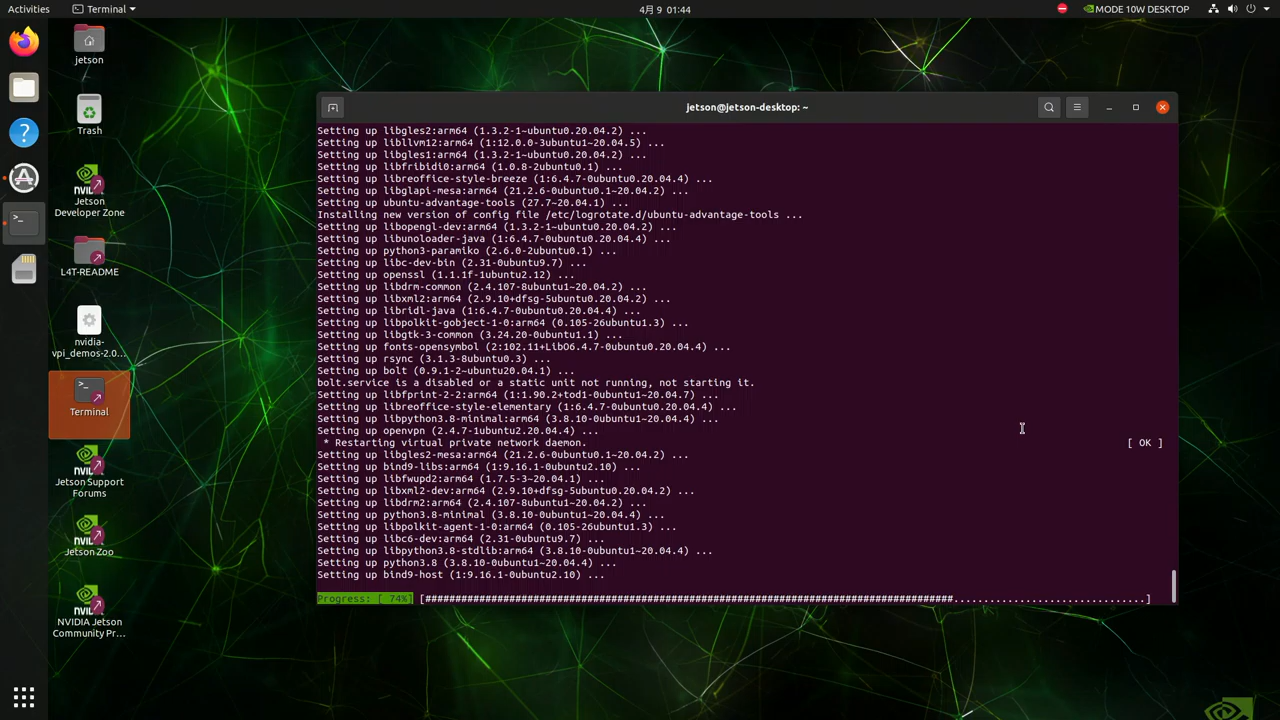 Activities
Terminal
4月 9 01:44
MODE 10W DESKTOP
jetson
Trash
NVID
Jetson
Developer Zone
L4T-README
nvidia-
vpi_demos-2.0...
Terminal
NVID
Jetson Support
Forums
NVID
Jetson Zoo
NVID
NVIDIA Jetson
Community Pr...
jetson@jetson-desktop: ~
Setting up libgles2:arm64 (1.3.2-1~ubuntu0.20.04.2) ...
Setting up libllvm12:arm64 (1:12.0.0-3ubuntu1~20.04.5) ...
Setting up libgles1:arm64 (1.3.2-1~ubuntu0.20.04.2) ...
Setting up libfribidi0:arm64 (1.0.8-2ubuntu0.1) ...
Setting up libreoffice-style-breeze (1:6.4.7-0ubuntu0.20.04.4) ...
Setting up libglapi-mesa:arm64 (21.2.6-0ubuntu0.1~20.04.2) ...
Setting up ubuntu-advantage-tools (27.7~20.04.1) ...
Installing new version of config file /etc/logrotate.d/ubuntu-advantage-tools ...
Setting up libopengl-dev:arm64 (1.3.2-1~ubuntu0.20.04.2) ...
Setting up libunoloader-java (1:6.4.7-0ubuntu0.20.04.4) ...
Setting up python3-paramiko (2.6.0-2ubuntu0.1) ...
Setting up libc-dev-bin (2.31-0ubuntu9.7) ...
Setting up openssl (1.1.1f-1ubuntu2.12) ...
Setting up libdrm-common (2.4.107-8ubuntu1~20.04.2) ...
Setting up libxml2:arm64 (2.9.10+dfsg-5ubuntu0.20.04.2) ...
Setting up libridl-java (1:6.4.7-0ubuntu0.20.04.4) ...
Setting up libpolkit-gobject-1-0:arm64 (0.105-26ubuntu1.3) ...
Setting up libgtk-3-common (3.24.20-0ubuntu1.1) ...
Setting up fonts-opensymbol (2:102.11+LibO6.4.7-0ubuntu0.20.04.4) ...
Setting up rsync (3.1.3-8ubuntu0.3) ...
Setting up bolt (0.9.1-2~ubuntu20.04.1) ...
bolt.service is a disabled or a static unit not running, not starting it.
Setting up libfprint-2-2:arm64 (1:1.90.2+tod1-0ubuntu1~20.04.7) ...
Setting up libreoffice-style-elementary (1:6.4.7-0ubuntu0.20.04.4) ...
Setting up libpython3.8-minimal:arm64 (3.8.10-0ubuntu1~20.04.4) ...
Setting up openvpn (2.4.7-1ubuntu2.20.04.4) ...
* Restarting virtual private network daemon. [ OK ]
Setting up libgles2-mesa:arm64 (21.2.6-0ubuntu0.1~20.04.2) ...
Setting up bind9-libs:arm64 (1:9.16.1-0ubuntu2.10) ...
Setting up libfwupd2:arm64 (1.7.5-3~20.04.1) ...
Setting up libxml2-dev:arm64 (2.9.10+dfsg-5ubuntu0.20.04.2) ...
Setting up libdrm2:arm64 (2.4.107-8ubuntu1~20.04.2) ...
Setting up python3.8-minimal (3.8.10-0ubuntu1~20.04.4) ...
Setting up libpolkit-agent-1-0:arm64 (0.105-26ubuntu1.3) ...
Setting up libc6-dev:arm64 (2.31-0ubuntu9.7) ...
Setting up libpython3.8-stdlib:arm64 (3.8.10-0ubuntu1~20.04.4) ...
Setting up python3.8 (3.8.10-0ubuntu1~20.04.4) ...
Setting up bind9-host (1:9.16.1-0ubuntu2.10) ...
Progress: [ 74%] [########################################################################################................................]